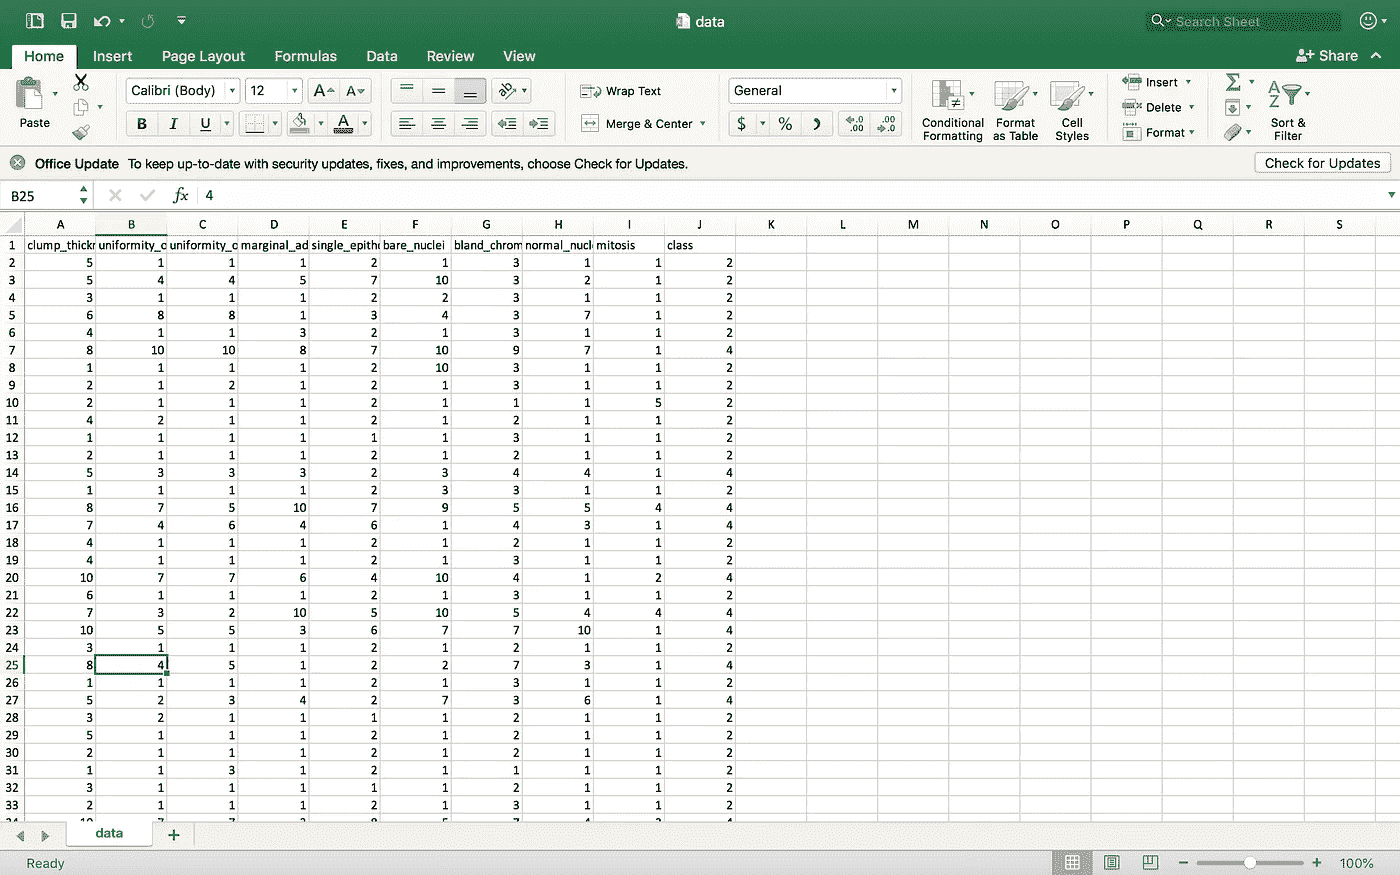 data
Search Sheet
Home Insert Page Layout Formulas Data Review View
Share
Calibri (Body) 12 A A Wrap Text General Insert Σ A Z
Paste B I U A Merge & Center $ % Conditional Formatting Format as Table Cell Styles Delete Format Sort & Filter
Office Update To keep up-to-date with security updates, fixes, and improvements, choose Check for Updates. Check for Updates
B25 fx 4
A B C D E F G H I J K L M N O P Q R S
1 clump_thickn uniformity_c uniformity_c marginal_ad single_epithe bare_nuclei bland_chrom normal_nucl mitosis class
2 5 1 1 1 2 1 3 1 1 2
3 5 4 4 5 7 10 3 2 1 2
4 3 1 1 1 2 2 3 1 1 2
5 6 8 8 1 3 4 3 7 1 2
6 4 1 1 3 2 1 3 1 1 2
7 8 10 10 8 7 10 9 7 1 4
8 1 1 1 1 2 10 3 1 1 2
9 2 1 2 1 2 1 3 1 1 2
10 2 1 1 1 2 1 1 1 5 2
11 4 2 1 1 2 1 2 1 1 2
12 1 1 1 1 1 1 3 1 1 2
13 2 1 1 1 2 1 2 1 1 2
14 5 3 3 3 2 3 4 4 1 4
15 1 1 1 1 2 3 3 1 1 2
16 8 7 5 10 7 9 5 5 4 4
17 7 4 6 4 6 1 4 3 1 4
18 4 1 1 1 2 1 2 1 1 2
19 4 1 1 1 2 1 3 1 1 2
20 10 7 7 6 4 10 4 1 2 4
21 6 1 1 1 2 1 3 1 1 2
22 7 3 2 10 5 10 5 4 4 4
23 10 5 5 3 6 7 7 10 1 4
24 3 1 1 1 2 1 2 1 1 2
25 8 4 5 1 2 2 7 3 1 4
26 1 1 1 1 2 1 3 1 1 2
27 5 2 3 4 2 7 3 6 1 4
28 3 2 1 1 1 1 2 1 1 2
29 5 1 1 1 2 1 2 1 1 2
30 2 1 1 1 2 1 2 1 1 2
31 1 1 3 1 2 1 1 1 1 2
32 3 1 1 1 1 1 2 1 1 2
33 2 1 1 1 2 1 3 1 1 2
data
Ready 100%